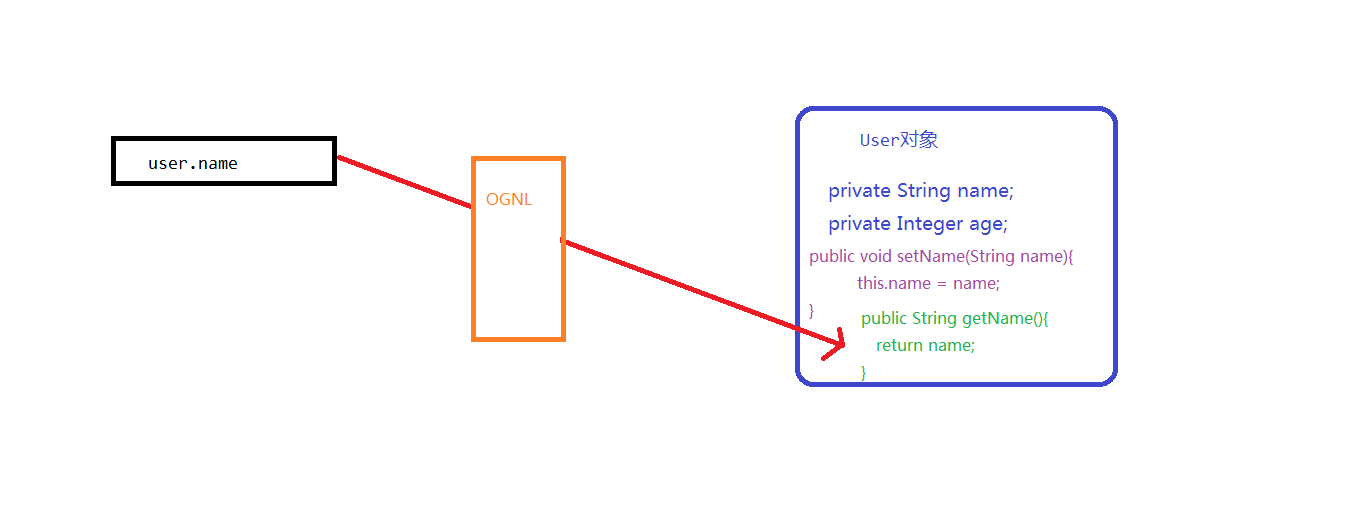 user.name
OGNL
User对象
private String name;
private Integer age;
public void setName(String name){
this.name = name;
}
public String getName(){
return name;
}